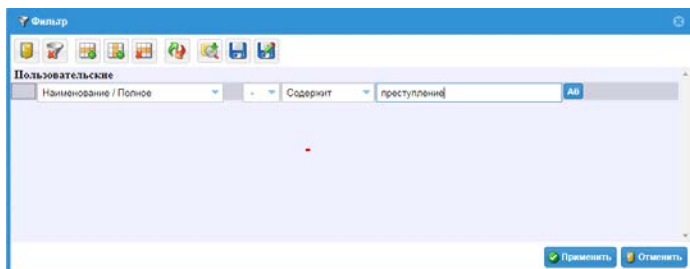 Фильтр
Пользовательские
Наименование / Полное - Содержит преступление Аб
Применить Отменить